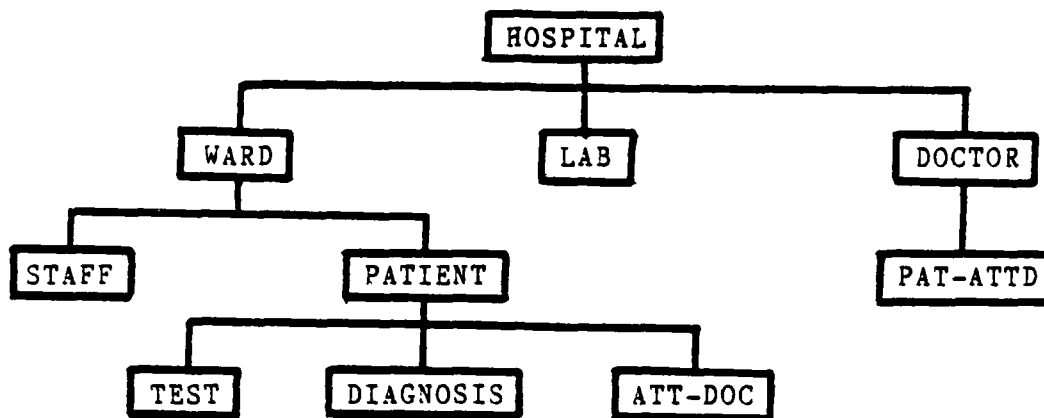 HOSPITAL
WARD LAB DOCTOR
STAFF PATIENT PAT-ATTD
TEST DIAGNOSIS ATT-DOC